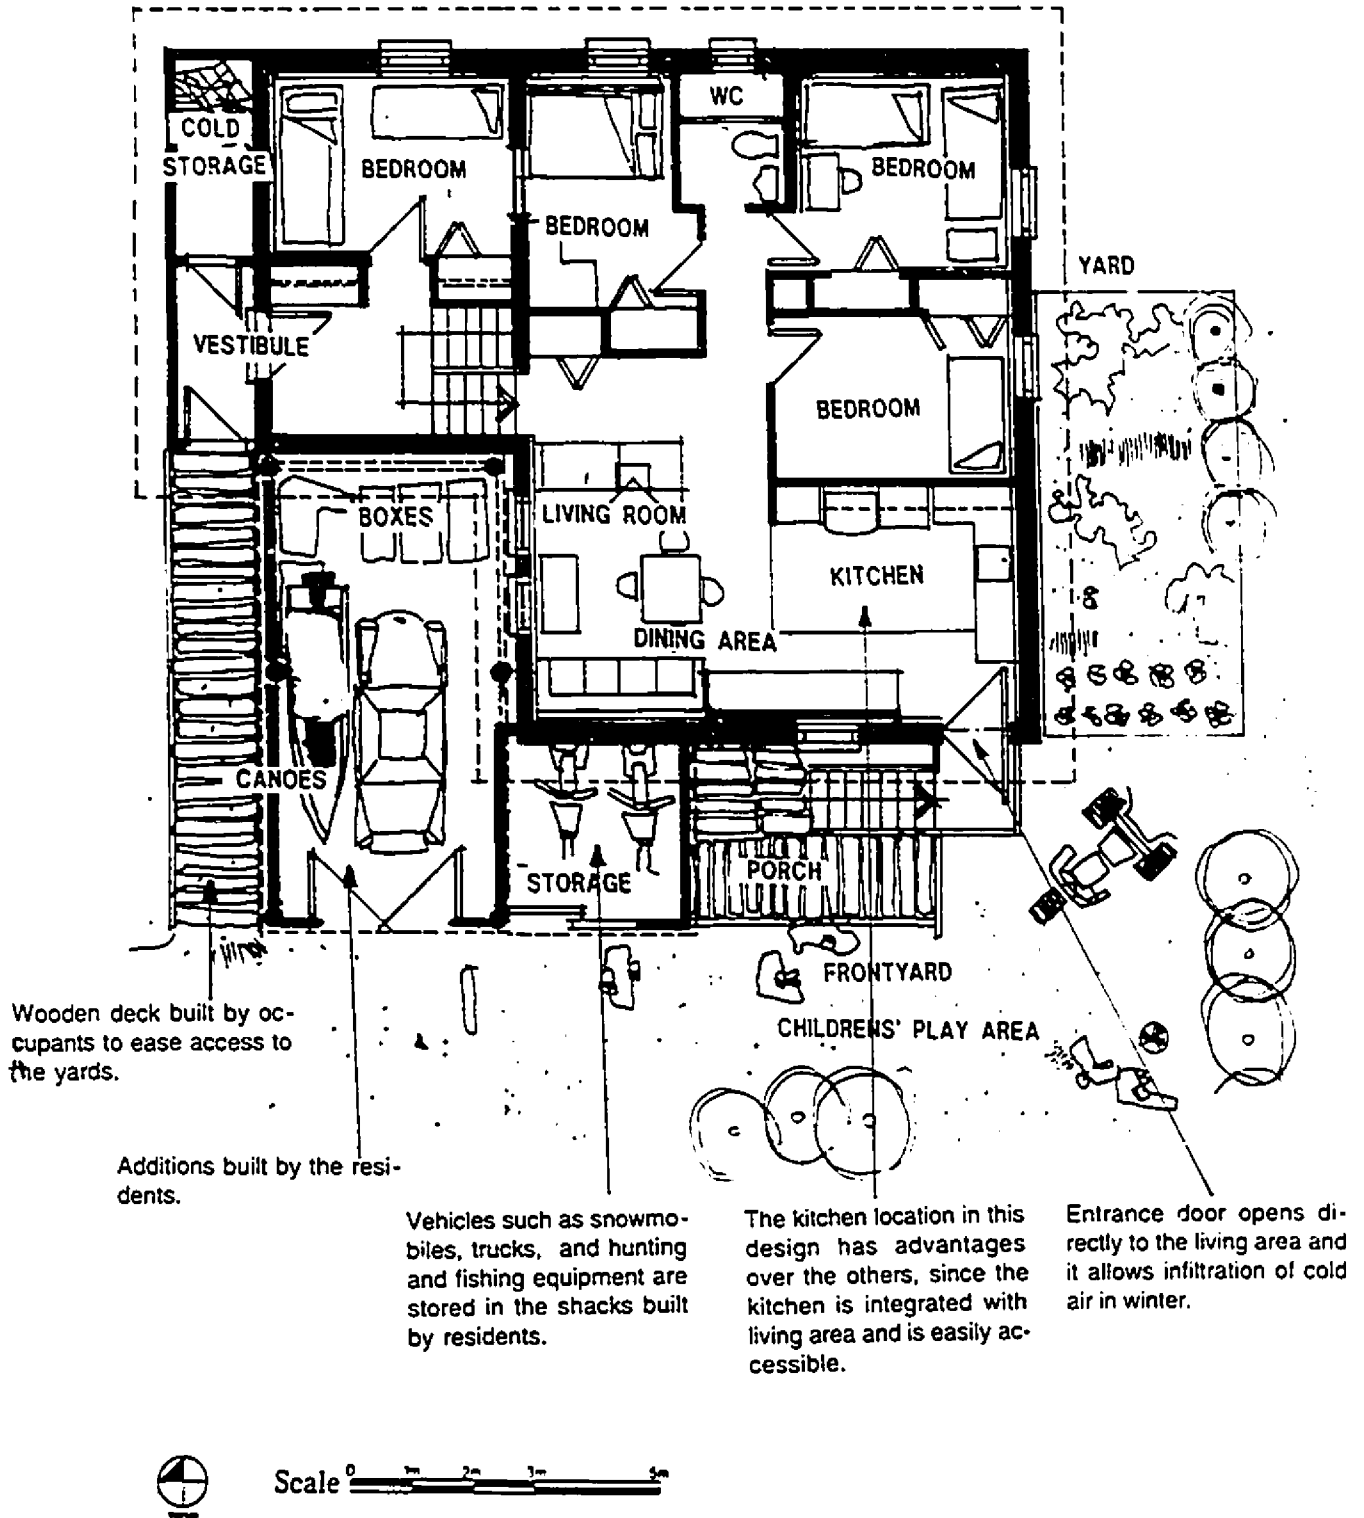 WC
COLD
STORAGE
BEDROOM
BEDROOM
BEDROOM
YARD
VESTIBULE
BEDROOM
BOXES
LIVING ROOM
KITCHEN
DINING AREA
CANOES
STORAGE
PORCH
FRONTYARD
CHILDRENS' PLAY AREA
Wooden deck built by oc-
cupants to ease access to
the yards.
Additions built by the resi-
dents.
Vehicles such as snowmo-
biles, trucks, and hunting
and fishing equipment are
stored in the shacks built
by residents.
The kitchen location in this
design has advantages
over the others, since the
kitchen is integrated with
living area and is easily ac-
cessible.
Entrance door opens di-
rectly to the living area and
it allows infiltration of cold
air in winter.
Scale 0 1m 2m 3m 5m